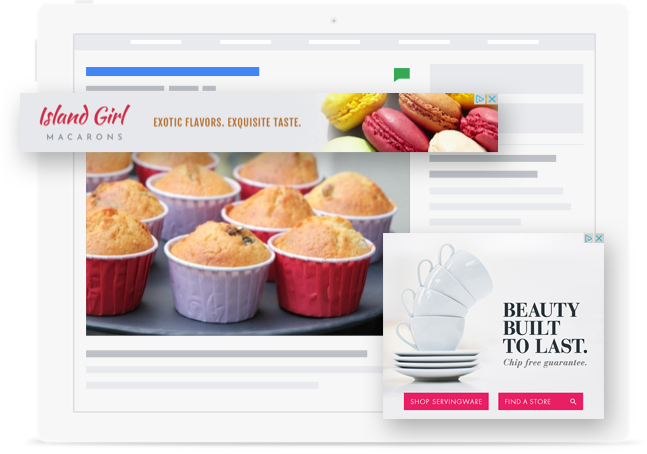 Island Girl
MACARONS
EXOTIC FLAVORS. EXQUISITE TASTE.
BEAUTY
BUILT
TO LAST.
Chip free guarantee.
SHOP SERVINGWARE
FIND A STORE